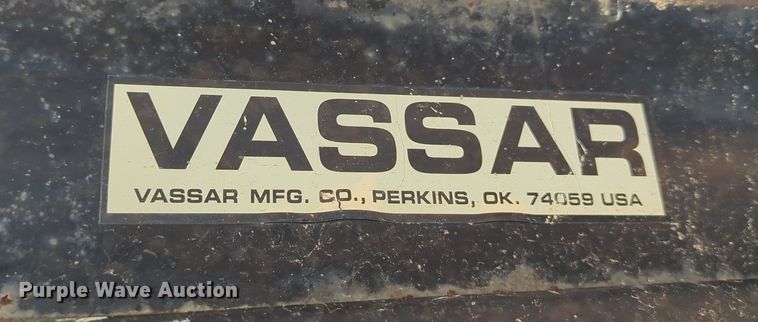 VASSAR
VASSAR MFG. CO., PERKINS, OK. 74059 USA
Purple Wave Auction